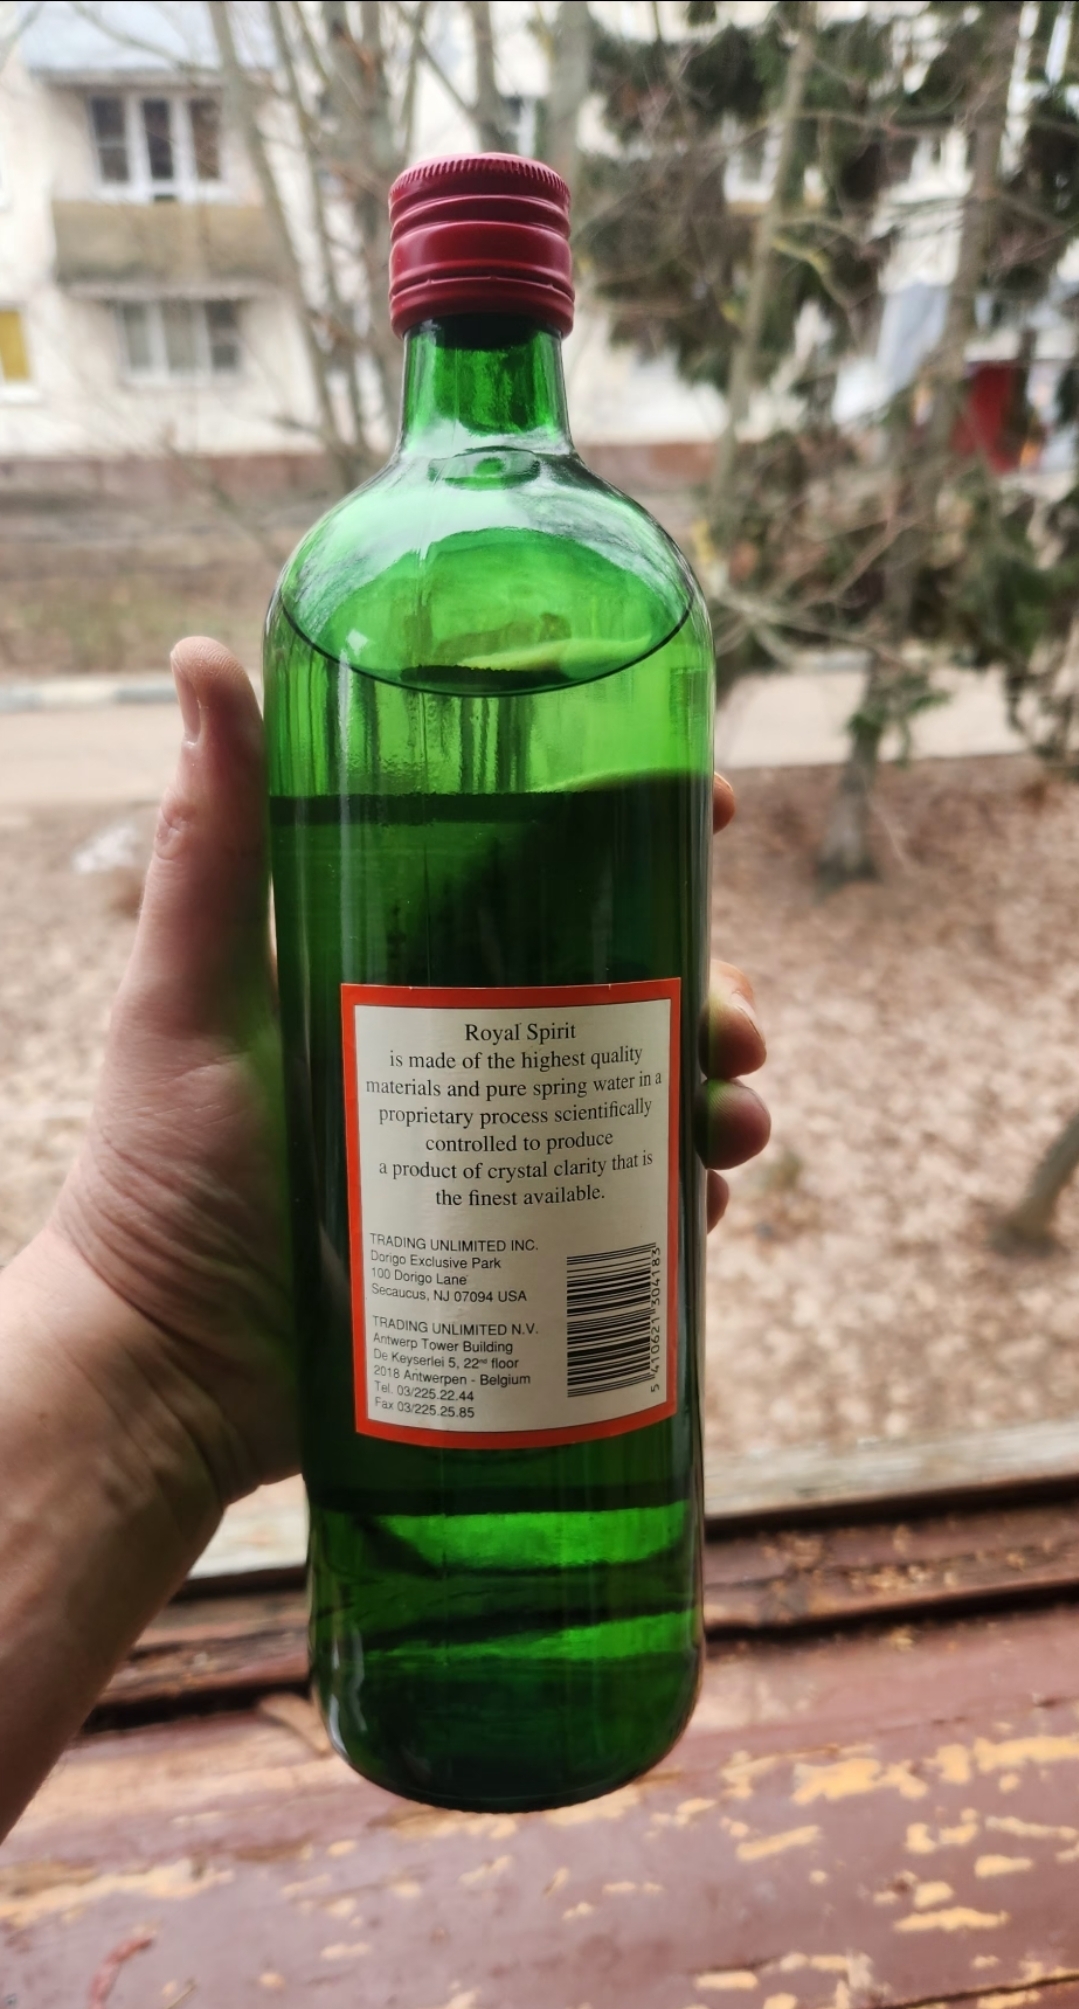 Royal Spirit
is made of the highest quality
materials and pure spring water in a
proprietary process scientifically
controlled to produce
a product of crystal clarity that is
the finest available.
TRADING UNLIMITED INC.
Dorigo Exclusive Park
100 Dorigo Lane
Secaucus, NJ 07094 USA
TRADING UNLIMITED N.V.
Antwerp Tower Building
De Keyserlei 5, 22ⁿᵈ floor
2018 Antwerpen - Belgium
Tel. 03/225.22.44
Fax 03/225.25.85
5 410621 304183